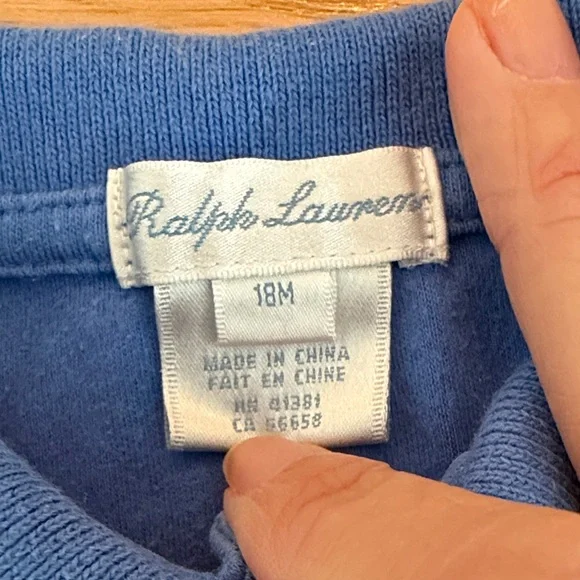 Ralph Lauren
18M
MADE IN CHINA
FAIT EN CHINE
RN 41381
CA 56658